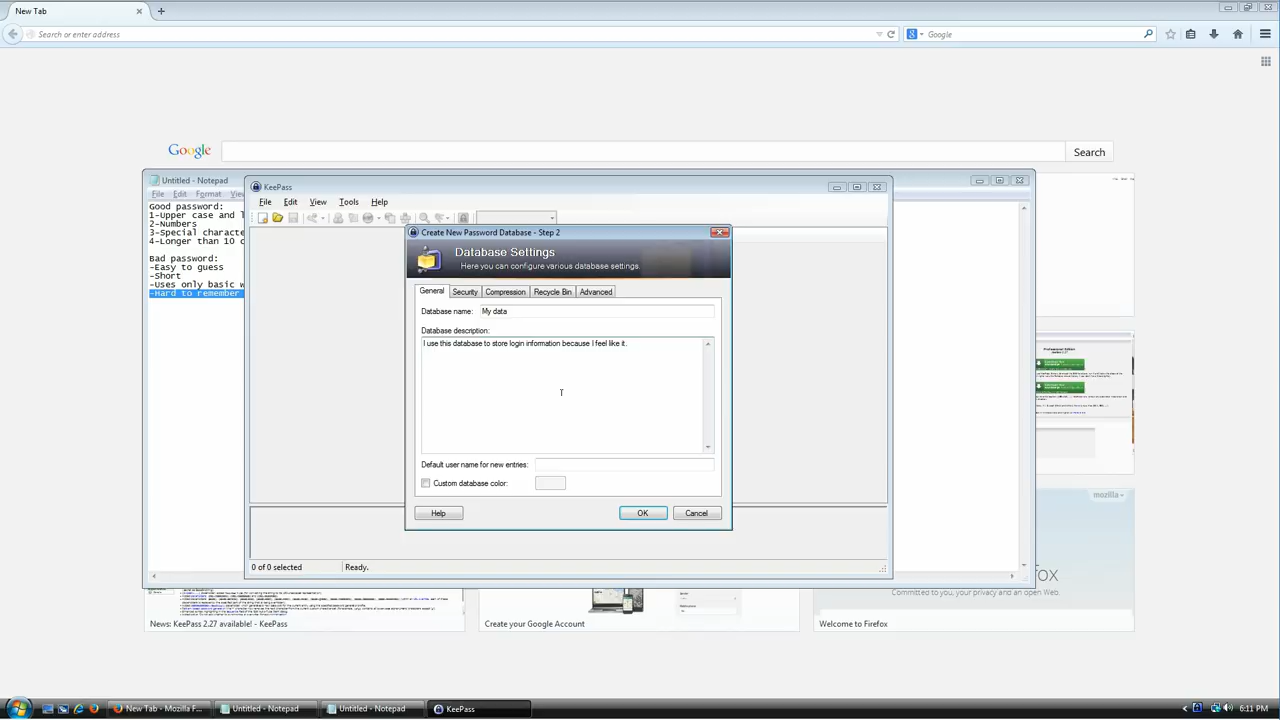 New Tab
Search or enter address
Google
Google
Search
Untitled - Notepad
File Edit Format
Good password:
1-Upper case and
2-Numbers
3-Special
4-Longer than 10
Bad password:
-Easy to guess
-Short
-Uses only basic
-Hard to remember
KeePass
File Edit View Tools Help
Create New Password Database - Step 2
Database Settings
Here you can configure various database settings.
General Security Compression Recycle Bin Advanced
Database name: My data
Database description:
I use this database to store login information because I feel like it.
Default user name for new entries:
Custom database color:
Help OK Cancel
0 of 0 selected Ready.
mozilla
committed to you, your privacy and an open Web.
News: KeePass 2.27 available! - KeePass
Create your Google Account
Welcome to Firefox
New Tab - Mozilla F...
Untitled - Notepad
Untitled - Notepad
KeePass
6:11 PM